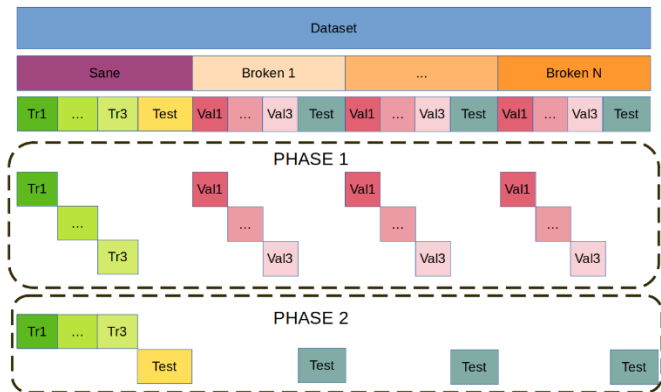 Dataset
Sane Broken 1 ... Broken N
Tr1 ... Tr3 Test Val1 ... Val3 Test Val1 ... Val3 Test Val1 ... Val3 Test
PHASE 1
Tr1 Val1 Val1 Val1
... ... ... ...
Tr3 Val3 Val3 Val3
PHASE 2
Tr1 ... Tr3
Test Test Test Test